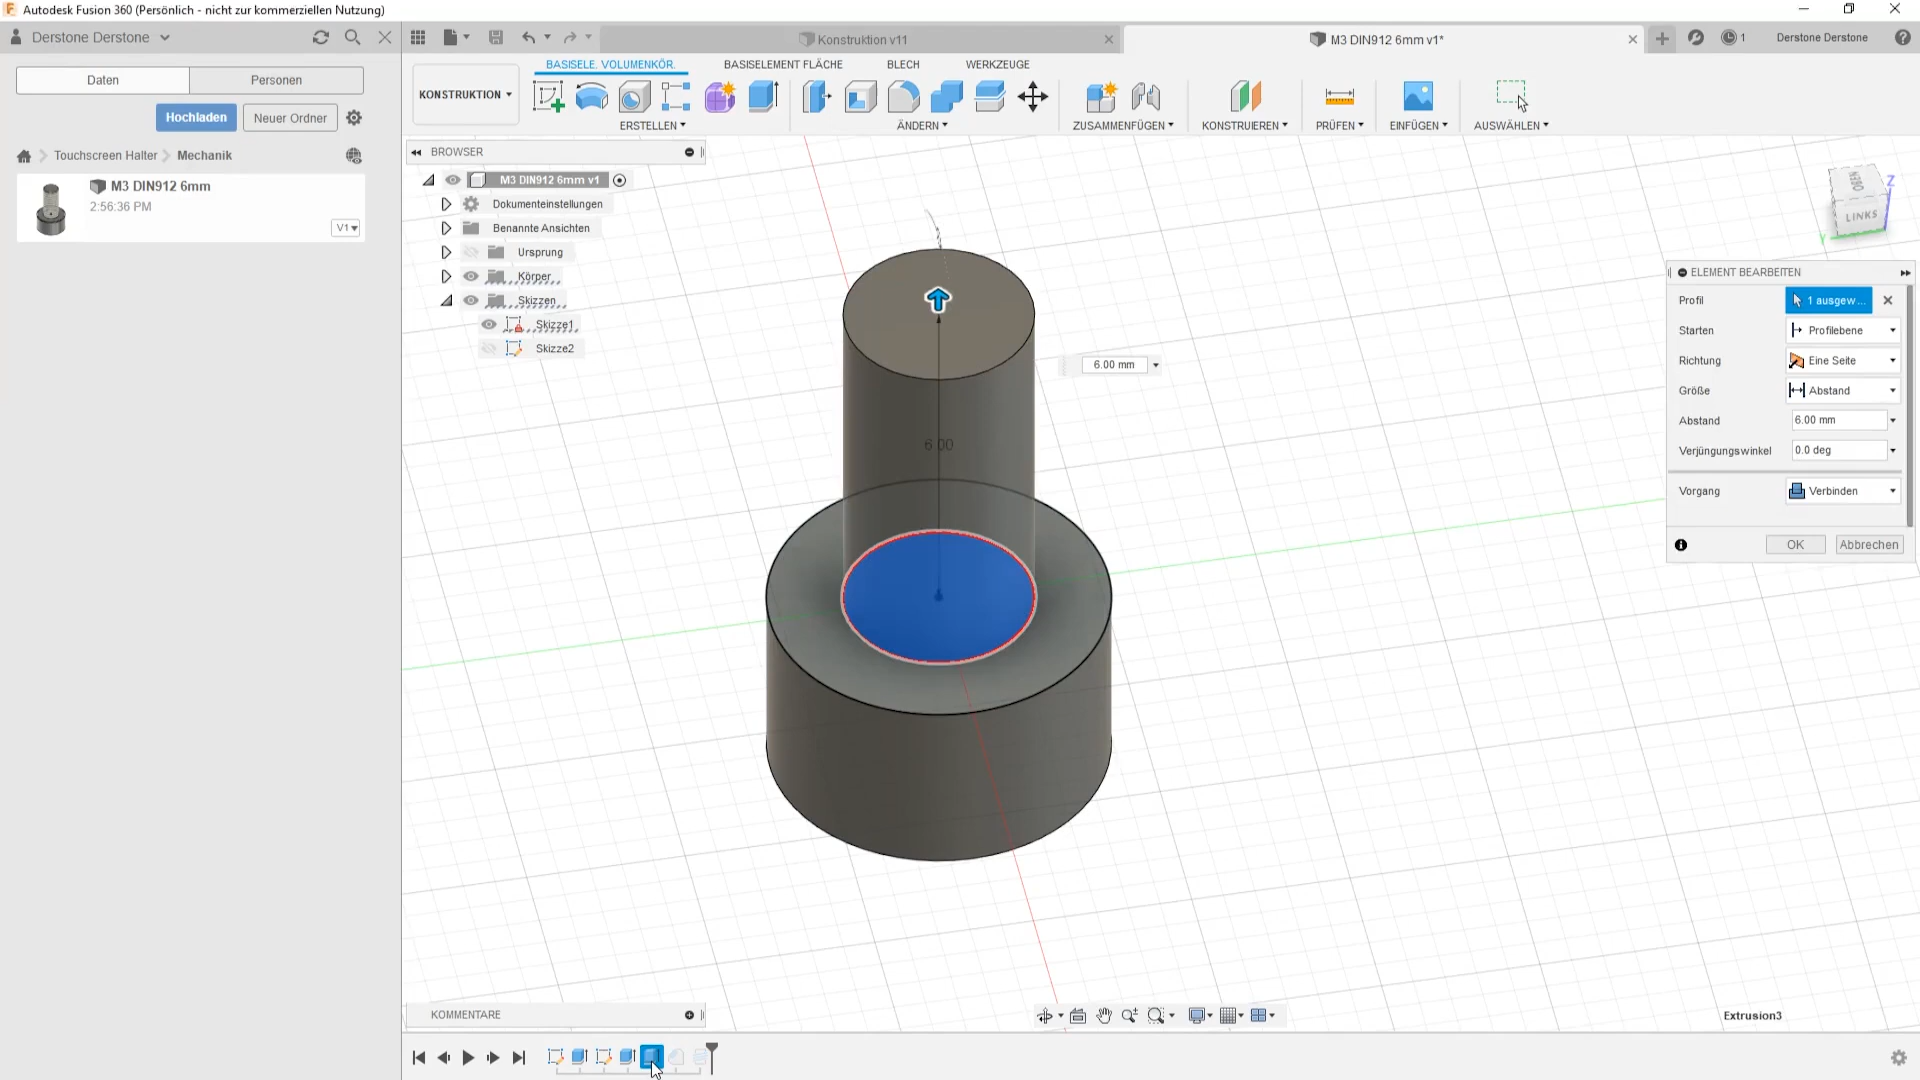 Autodesk Fusion 360 (Persönlich - nicht zur kommerziellen Nutzung)
Derstone Derstone
Konstruktion v11
M3 DIN912 6mm v1*
1
Derstone Derstone
Daten
Personen
Hochladen
Neuer Ordner
Touchscreen Halter
Mechanik
M3 DIN912 6mm
2:56:36 PM
V1
KONSTRUKTION
BASISELE. VOLUMENKÖR.
BASISELEMENT FLÄCHE
BLECH
WERKZEUGE
ERSTELLEN
ÄNDERN
ZUSAMMENFÜGEN
KONSTRUIEREN
PRÜFEN
EINFÜGEN
AUSWÄHLEN
BROWSER
M3 DIN912 6mm v1
Dokumenteinstellungen
Benannte Ansichten
Ursprung
Körper
Skizzen
Skizze1
Skizze2
6.00 mm
6.00
OBEN
LINKS
Z
Y
ELEMENT BEARBEITEN
Profil
1 ausgew...
Starten
Profilebene
Richtung
Eine Seite
Größe
Abstand
Abstand
6.00 mm
Verjüngungswinkel
0.0 deg
Vorgang
Verbinden
OK
Abbrechen
KOMMENTARE
Extrusion3